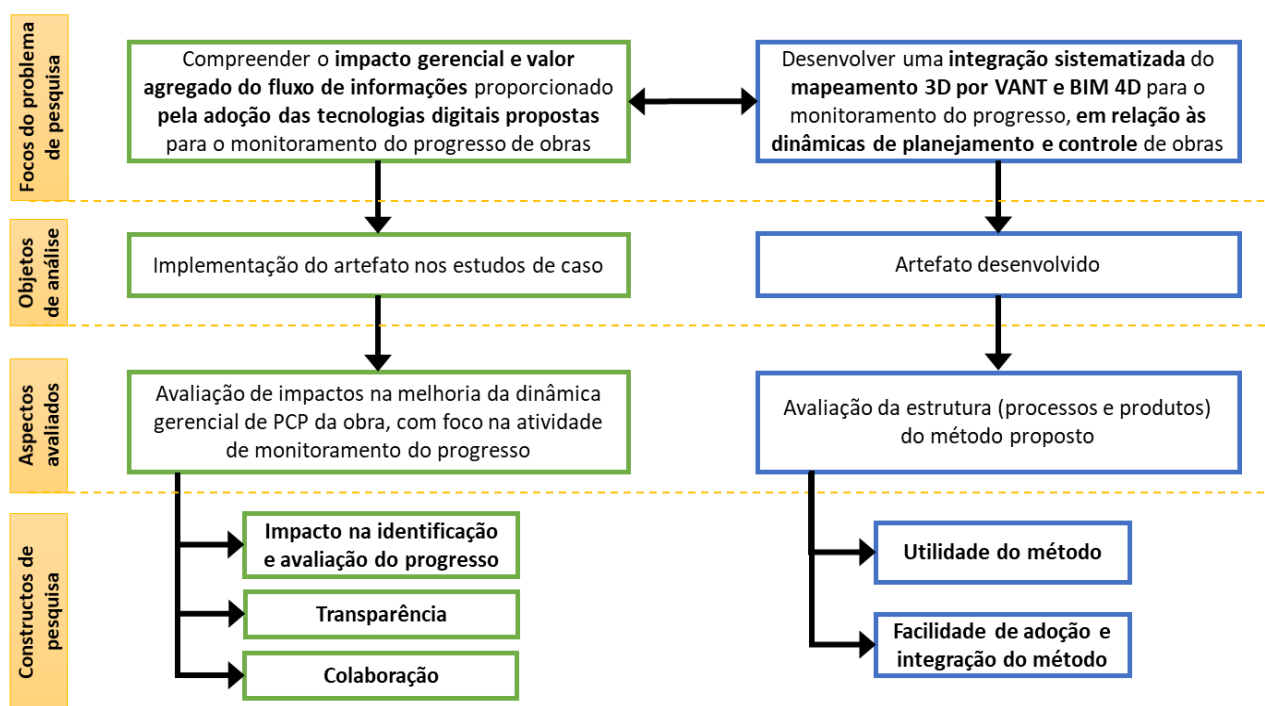 Focos do problema
de pesquisa
Compreender o impacto gerencial e valor
agregado do fluxo de informações proporcionado
pela adoção das tecnologias digitais propostas
para o monitoramento do progresso de obras
Desenvolver uma integração sistematizada do
mapeamento 3D por VANT e BIM 4D para o
monitoramento do progresso, em relação às
dinâmicas de planejamento e controle de obras
Objetos
de análise
Implementação do artefato nos estudos de caso
Artefato desenvolvido
Aspectos
avaliados
Avaliação de impactos na melhoria da dinâmica
gerencial de PCP da obra, com foco na atividade
de monitoramento do progresso
Avaliação da estrutura (processos e produtos)
do método proposto
Constructos de
pesquisa
Impacto na identificação
e avaliação do progresso
Transparência
Colaboração
Utilidade do método
Facilidade de adoção e
integração do método